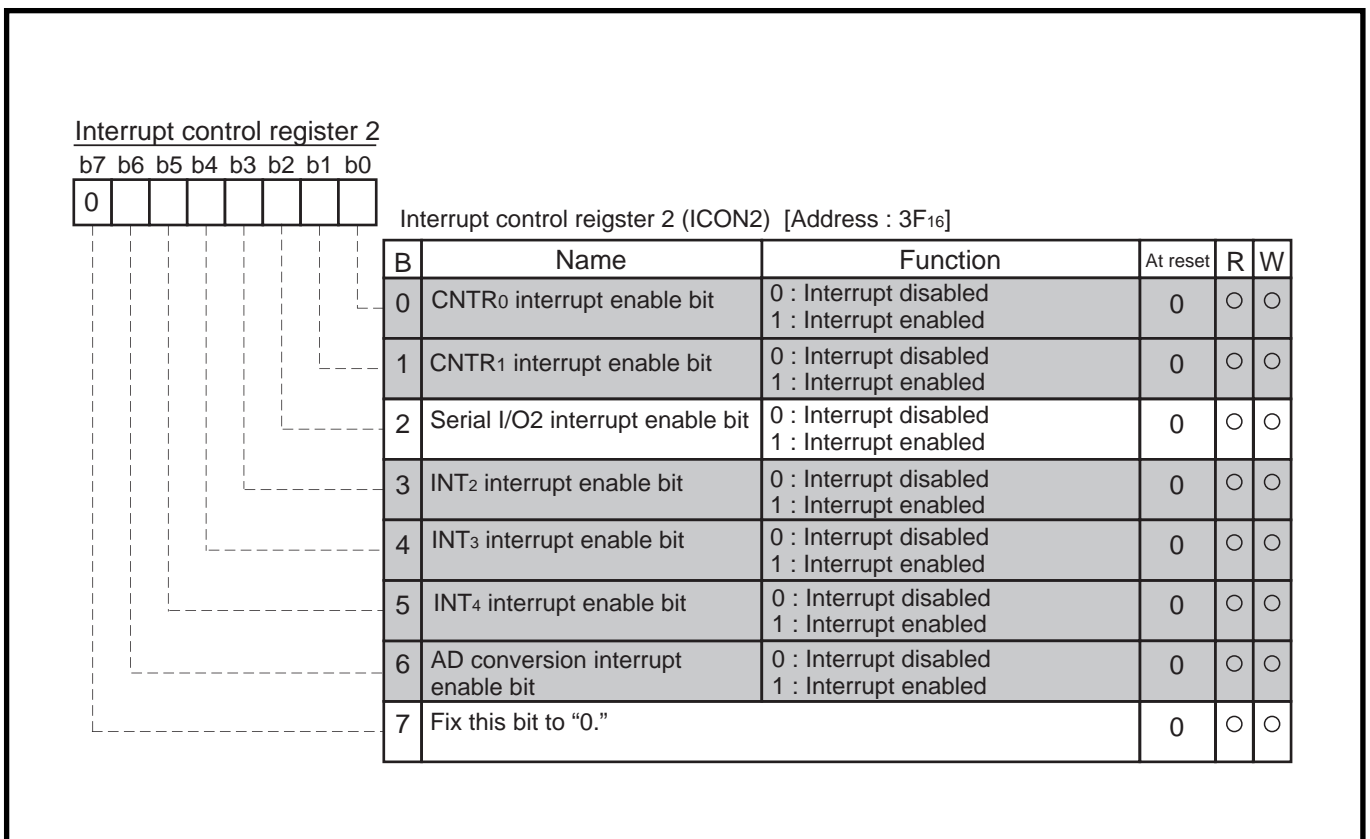 Interrupt control register 2
b7 b6 b5 b4 b3 b2 b1 b0
0
Interrupt control reigster 2 (ICON2) [Address : 3F16]
B Name Function At reset R W
0 CNTR0 interrupt enable bit 0 : Interrupt disabled 0 ○ ○
1 : Interrupt enabled
1 CNTR1 interrupt enable bit 0 : Interrupt disabled 0 ○ ○
1 : Interrupt enabled
2 Serial I/O2 interrupt enable bit 0 : Interrupt disabled 0 ○ ○
1 : Interrupt enabled
3 INT2 interrupt enable bit 0 : Interrupt disabled 0 ○ ○
1 : Interrupt enabled
4 INT3 interrupt enable bit 0 : Interrupt disabled 0 ○ ○
1 : Interrupt enabled
5 INT4 interrupt enable bit 0 : Interrupt disabled 0 ○ ○
1 : Interrupt enabled
6 AD conversion interrupt 0 : Interrupt disabled 0 ○ ○
enable bit 1 : Interrupt enabled
7 Fix this bit to “0.” 0 ○ ○